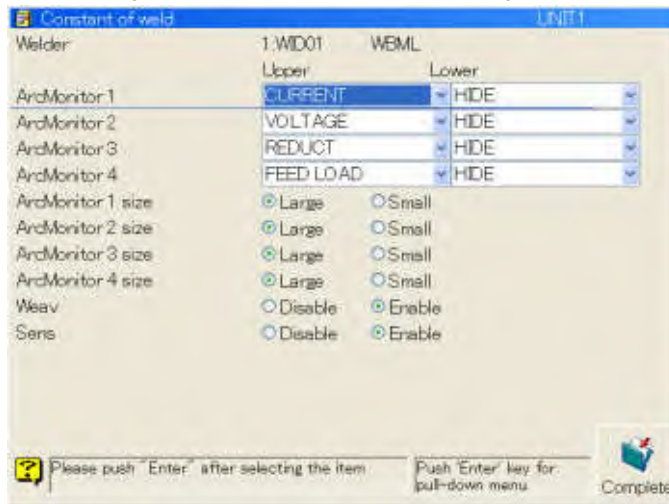 Constant of weld UNIT1
Welder 1:WID01 WBML
Upper Lower
ArcMonitor 1 CURRENT HIDE
ArcMonitor 2 VOLTAGE HIDE
ArcMonitor 3 REDUCT HIDE
ArcMonitor 4 FEED LOAD HIDE
ArcMonitor 1 size Large Small
ArcMonitor 2 size Large Small
ArcMonitor 3 size Large Small
ArcMonitor 4 size Large Small
Weav Disable Enable
Sens Disable Enable
Please push "Enter" after selecting the item
Push 'Enter' key for
pull-down menu
Complete